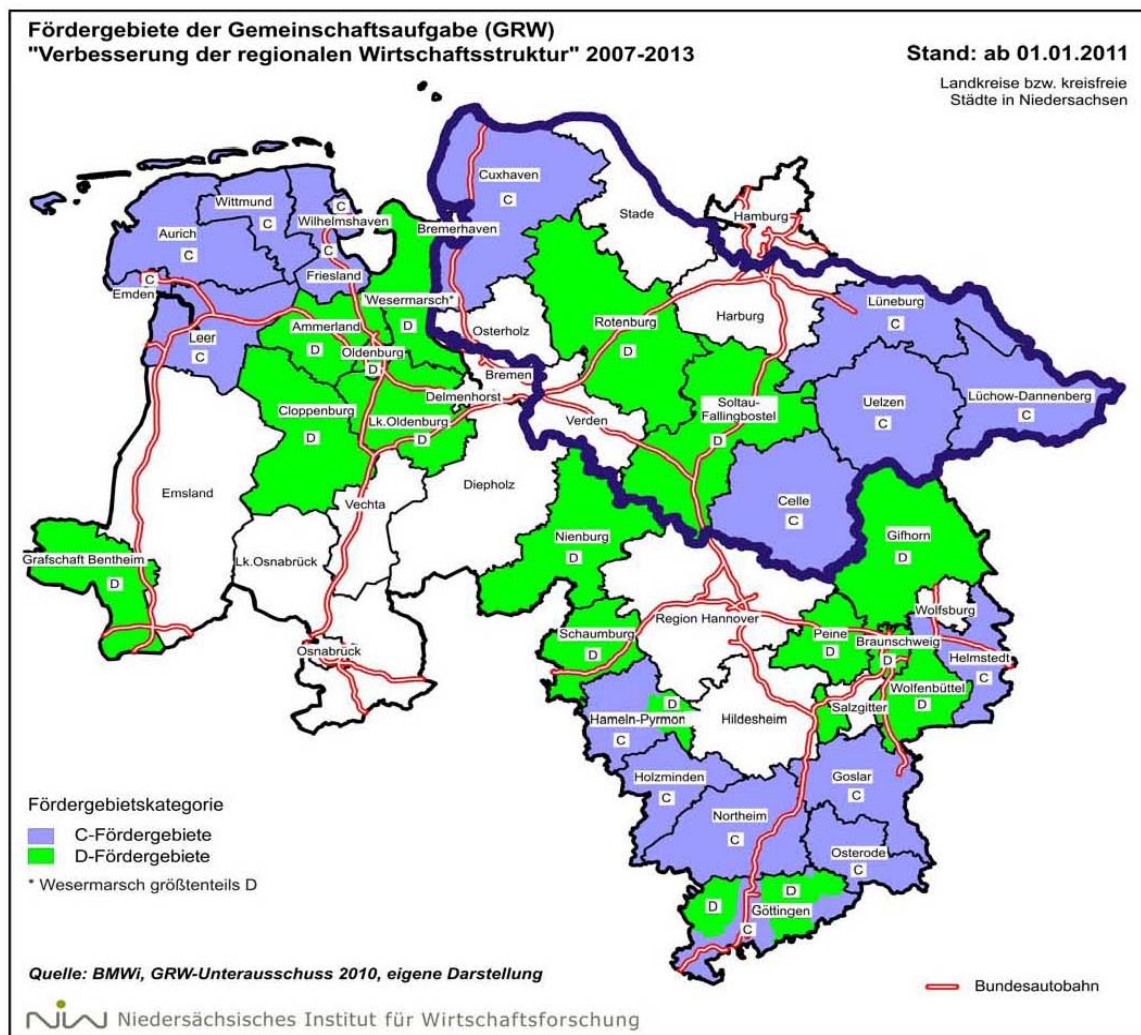 Fördergebiete der Gemeinschaftsaufgabe (GRW)
"Verbesserung der regionalen Wirtschaftsstruktur" 2007-2013
Stand: ab 01.01.2011
Landkreise bzw. kreisfreie
Städte in Niedersachsen
Cuxhaven
C
Wittmund
C
C
Wilhelmshaven
Stade
Hamburg
Aurich
C
Bremerhaven
C
Friesland
C
Emden
Wesermarsch*
D
Lüneburg
C
Leer
C
Ammerland
D
Osterholz
Rotenburg
D
Harburg
Oldenburg
D
Bremen
Cloppenburg
D
Delmenhorst
Lk.Oldenburg
D
Verden
Soltau-
Fallingbostel
D
Uelzen
C
Lüchow-Dannenberg
C
Emsland
Diepholz
Vechta
Celle
C
Nienburg
D
Gifhorn
D
Grafschaft Bentheim
D
Lk.Osnabrück
Wolfsburg
Region Hannover
Schaumburg
D
Peine
D
Braunschweig
D
Helmstedt
C
Osnabrück
Wolfenbüttel
D
D
Hameln-Pyrmon
C
Hildesheim
Salzgitter
Holzminden
C
Goslar
C
Northeim
C
Osterode
C
D
D
Göttingen
C
Fördergebietskategorie
C-Fördergebiete
D-Fördergebiete
* Wesermarsch größtenteils D
Quelle: BMWi, GRW-Unterausschuss 2010, eigene Darstellung
Bundesautobahn
NIW Niedersächsisches Institut für Wirtschaftsforschung